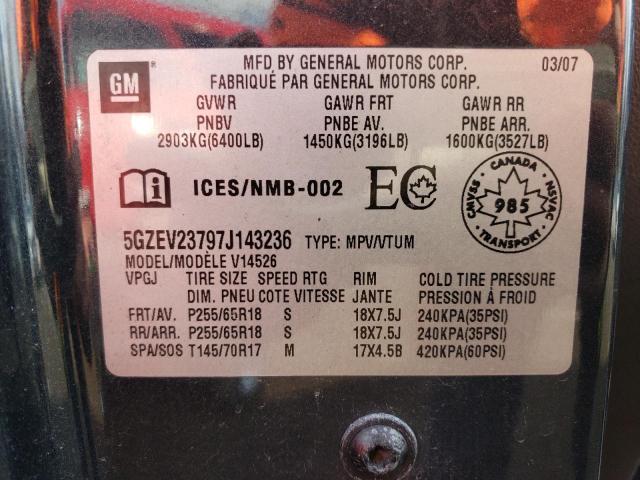 GM
MFD BY GENERAL MOTORS CORP. 03/07
FABRIQUÉ PAR GENERAL MOTORS CORP.
GVWR GAWR FRT GAWR RR
PNBV PNBE AV. PNBE ARR.
2903KG(6400LB) 1450KG(3196LB) 1600KG(3527LB)
ICES/NMB-002 EC
CANADA
CMVSS 985 NSVAC
TRANSPORT
5GZEV23797J143236 TYPE: MPV/VTUM
MODEL/MODÈLE V14526
VPGJ TIRE SIZE SPEED RTG RIM COLD TIRE PRESSURE
DIM. PNEU COTE VITESSE JANTE PRESSION À FROID
FRT/AV. P255/65R18 S 18X7.5J 240KPA(35PSI)
RR/ARR. P255/65R18 S 18X7.5J 240KPA(35PSI)
SPA/SOS T145/70R17 M 17X4.5B 420KPA(60PSI)